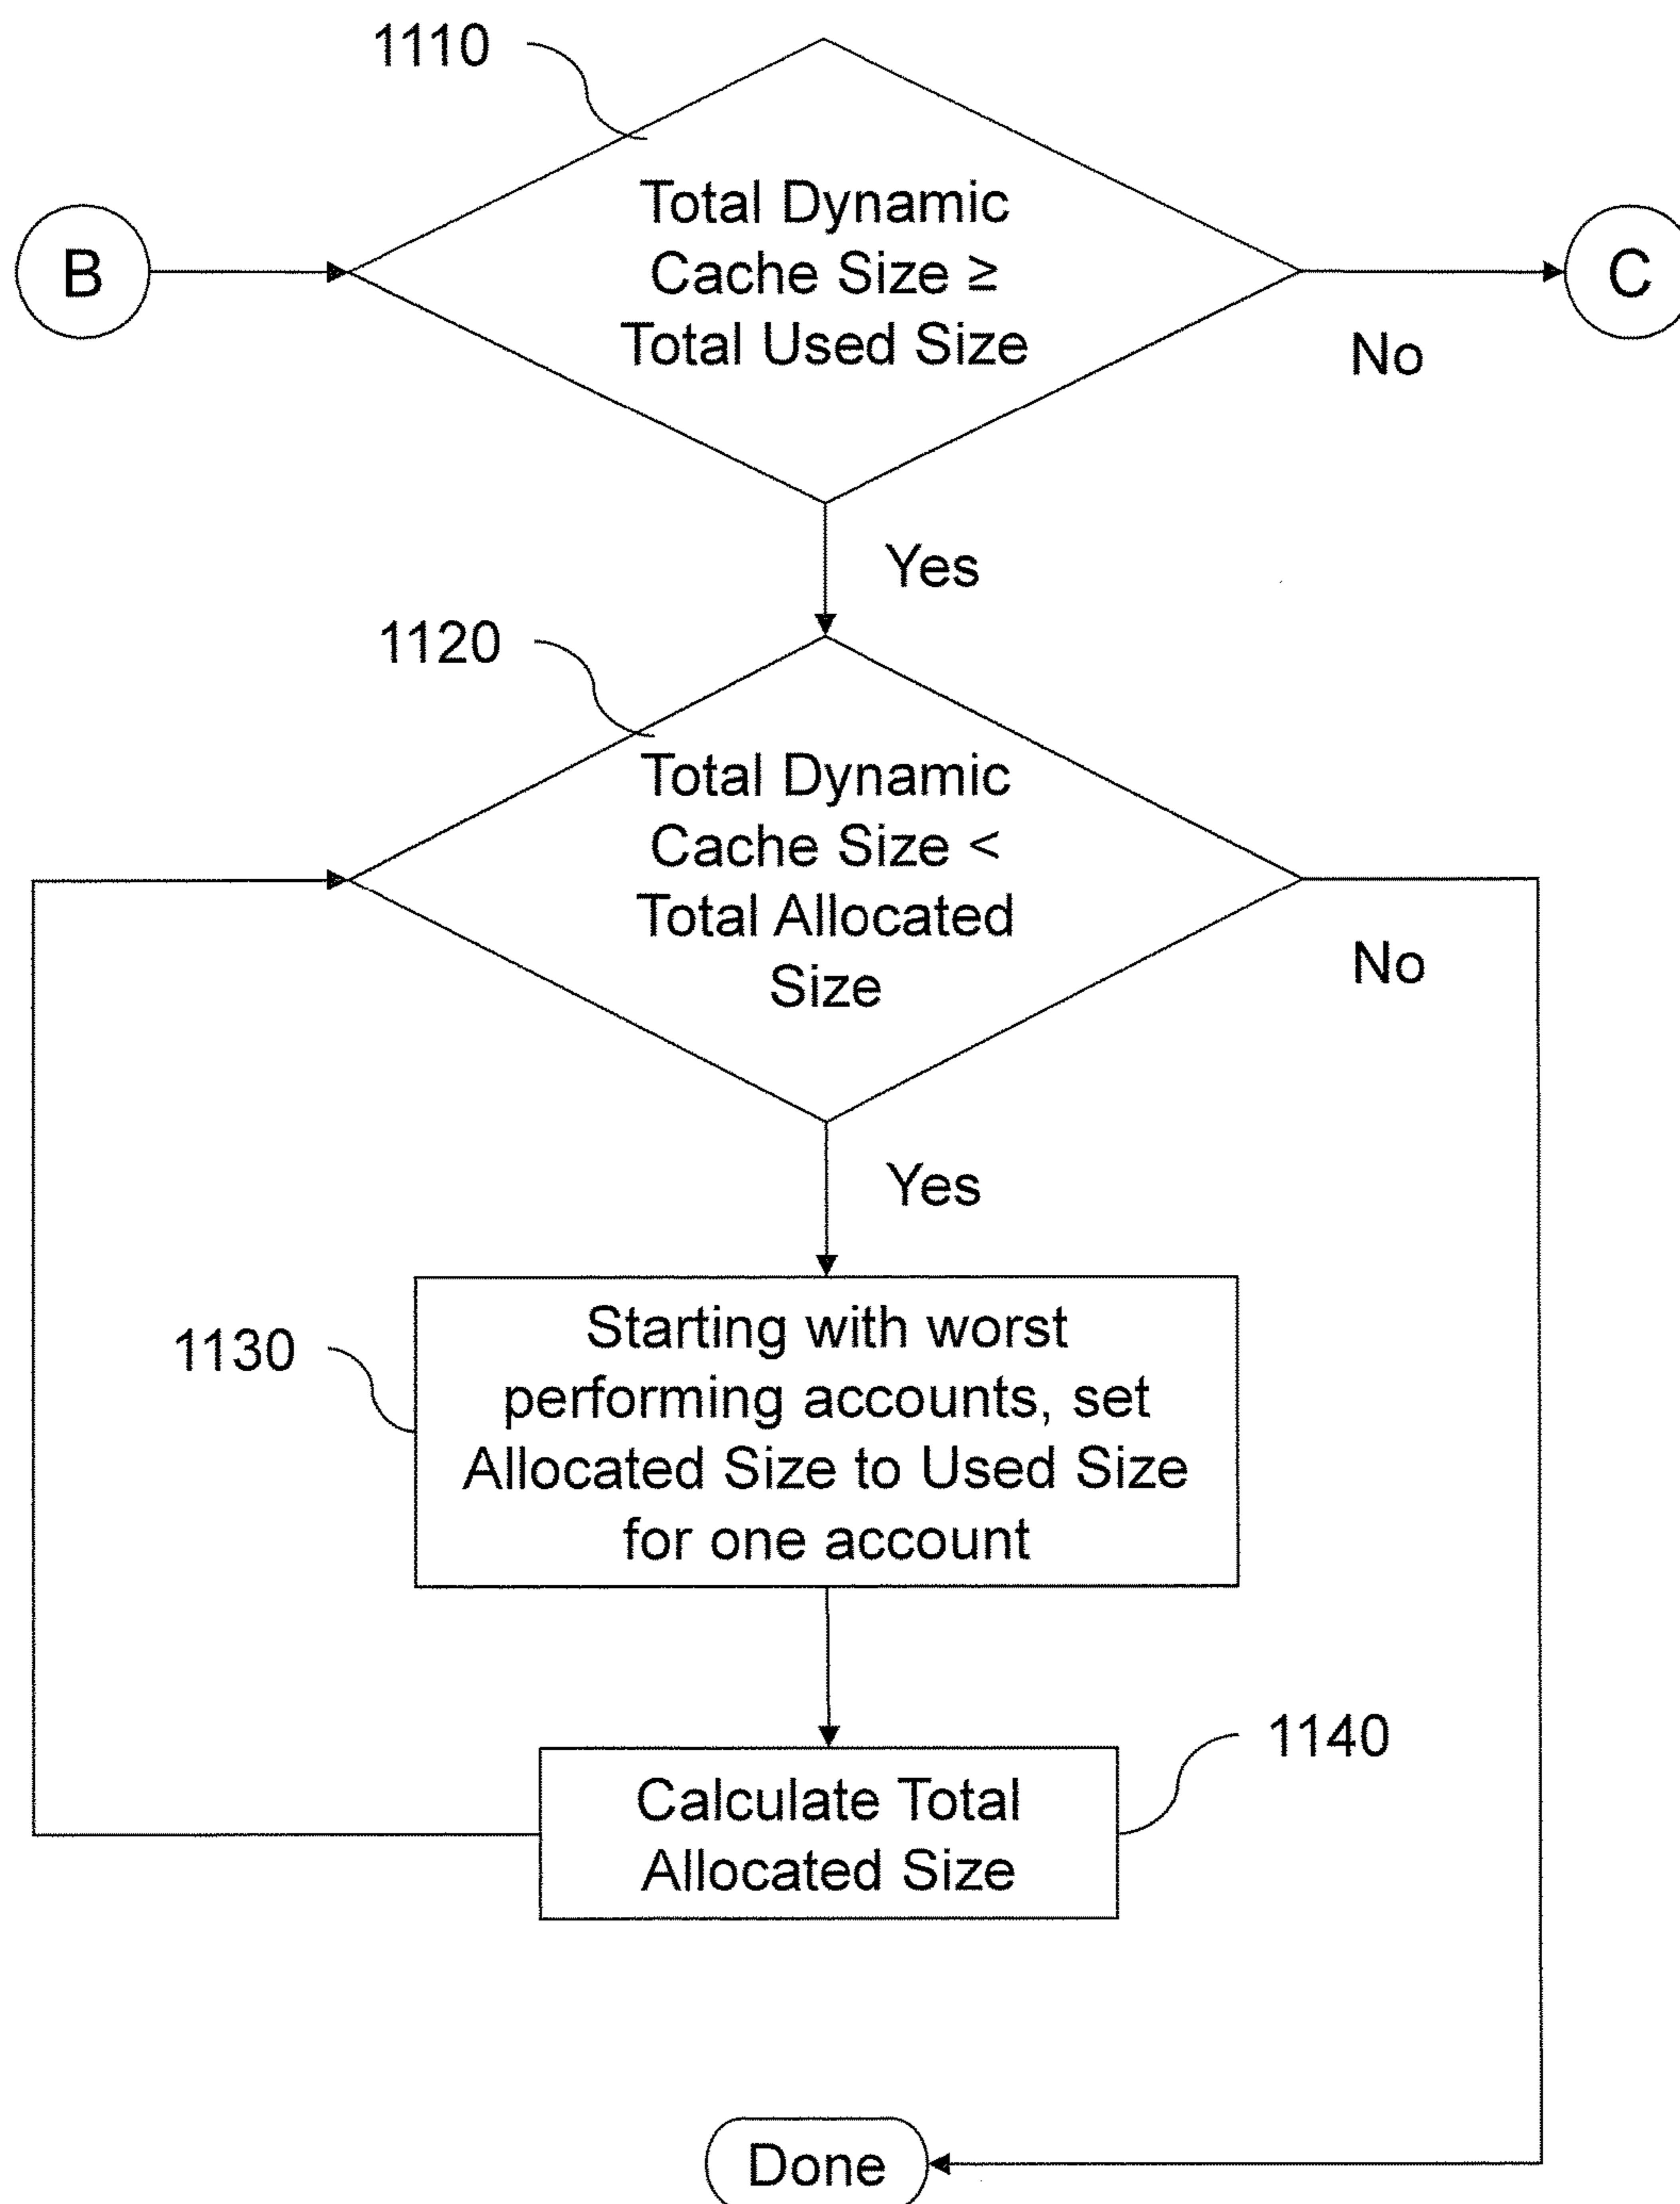 1110
Total Dynamic
Cache Size ≥
Total Used Size
B
C
No
Yes
1120
Total Dynamic
Cache Size <
Total Allocated
Size
No
Yes
1130
Starting with worst
performing accounts, set
Allocated Size to Used Size
for one account
1140
Calculate Total
Allocated Size
Done